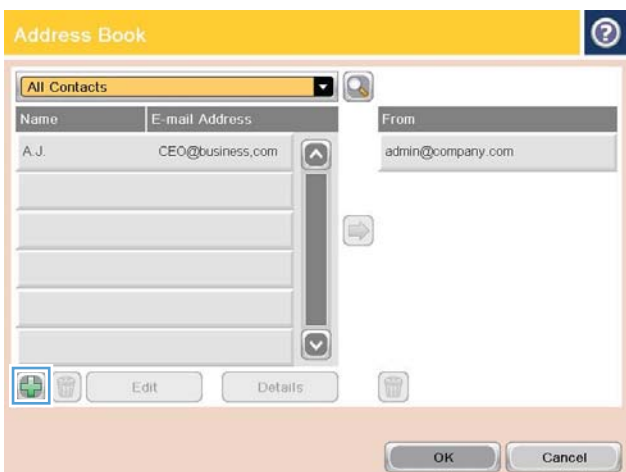 Address Book
All Contacts
Name E-mail Address From
A.J. CEO@business,com admin@company.com
Edit Details
OK Cancel